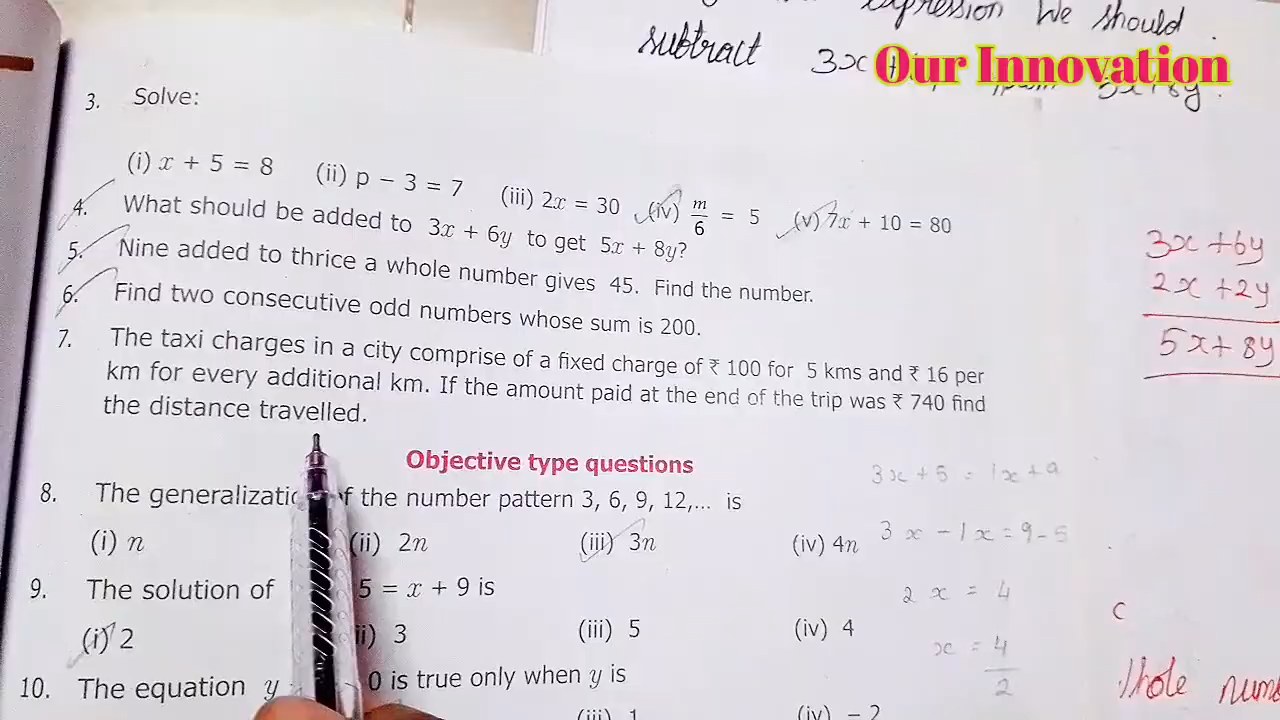 expression We should .
subtract 3x
Our Innovation
3. Solve:
(i) x + 5 = 8 (ii) p − 3 = 7 (iii) 2x = 30 (iv) m/6 = 5 (v) 7x + 10 = 80
4. What should be added to 3x + 6y to get 5x + 8y?
5. Nine added to thrice a whole number gives 45. Find the number.
6. Find two consecutive odd numbers whose sum is 200.
7. The taxi charges in a city comprise of a fixed charge of ₹ 100 for 5 kms and ₹ 16 per
km for every additional km. If the amount paid at the end of the trip was ₹ 740 find
the distance travelled.
Objective type questions
8. The of the number pattern 3, 6, 9, 12,... is
(i) n (ii) 2n (iii) 3n (iv) 4n
9. The solution of 5 = x + 9 is
(i) 2 3 (iii) 5 (iv) 4
10. The equation y 0 is true only when y is
(iii) 1 (iv) − 2
3x + 6y
2x + 2y
5x + 8y
3x + 5 = 1x + 9
3x − 1x = 9 − 5
2x = 4
x = 4/2
c